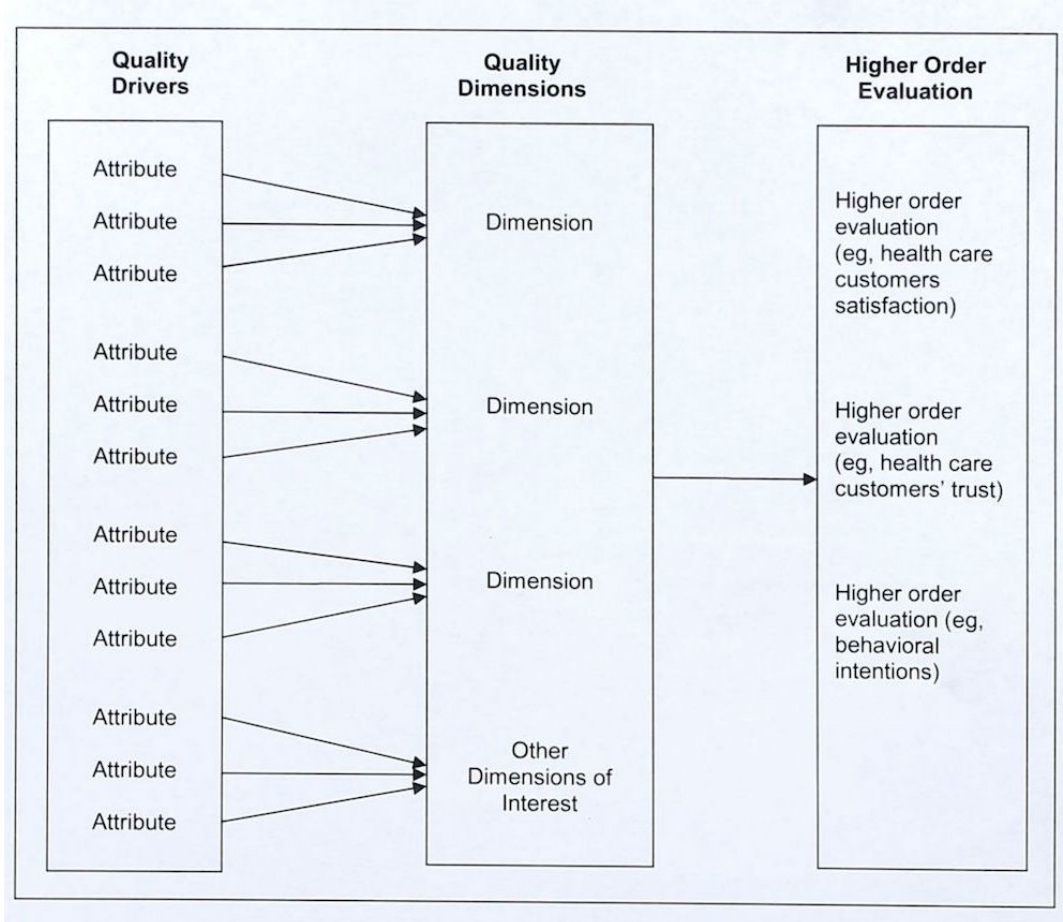 Quality
Drivers
Attribute
Attribute
Attribute
Attribute
Attribute
Attribute
Attribute
Attribute
Attribute
Attribute
Attribute
Attribute
Quality
Dimensions
Dimension
Dimension
Dimension
Other
Dimensions of
Interest
Higher Order
Evaluation
Higher order
evaluation
(eg, health care
customers
satisfaction)
Higher order
evaluation
(eg, health care
customers' trust)
Higher order
evaluation (eg,
behavioral
intentions)